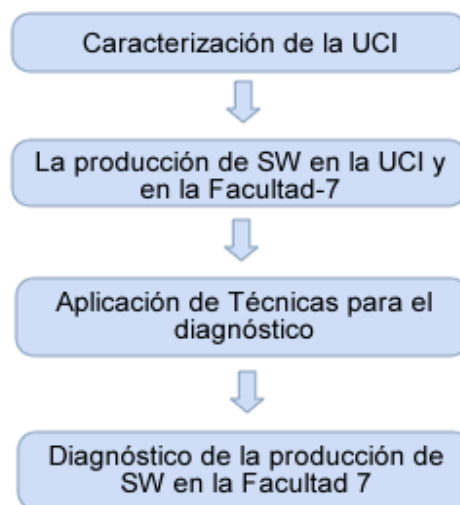 Caracterización de la UCI
La producción de SW en la UCI y
en la Facultad-7
Aplicación de Técnicas para el
diagnóstico
Diagnóstico de la producción de
SW en la Facultad 7